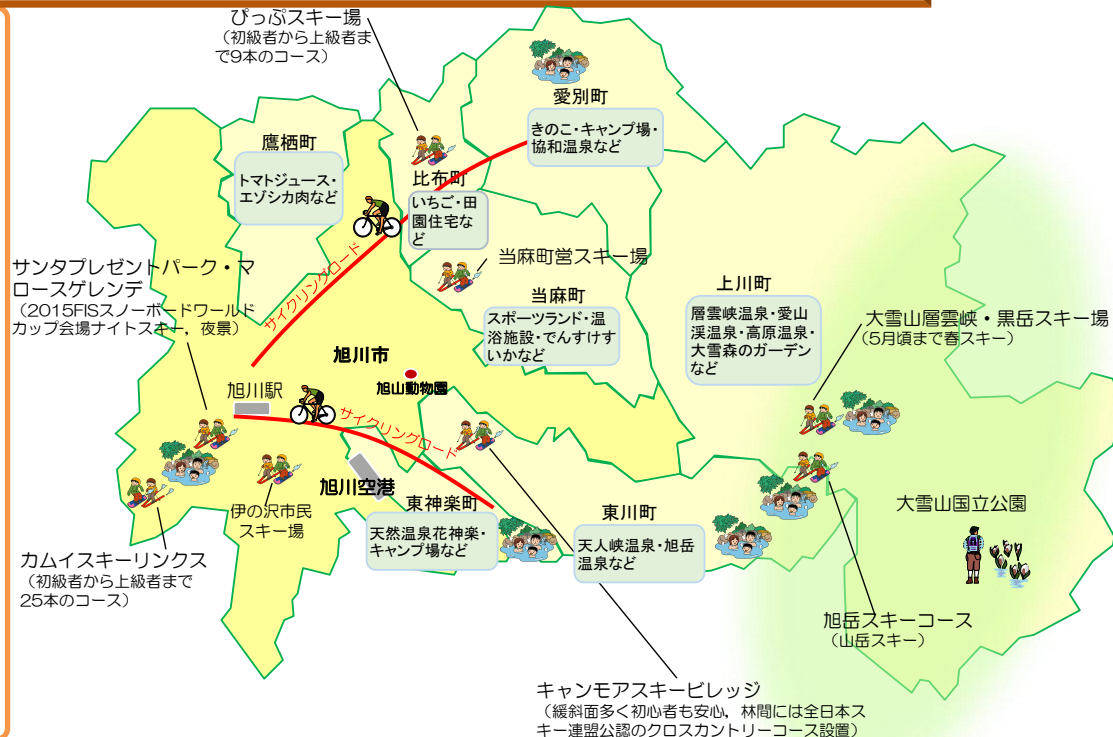 ぴっぷスキー場
（初級者から上級者ま
で9本のコース）
愛別町
きのこ・キャンプ場・
協和温泉など
鷹栖町
トマトジュース・
エゾシカ肉など
比布町
いちご・田
園住宅な
ど
サイクリングロード
サンタプレゼントパーク・マ
ロースゲレンデ
（2015FISスノーボードワールド
カップ会場ナイトスキー，夜景）
当麻町営スキー場
当麻町
スポーツランド・温
浴施設・でんすけす
いかなど
上川町
層雲峡温泉・愛山
渓温泉・高原温泉・
大雪森のガーデン
など
大雪山層雲峡・黒岳スキー場
（5月頃まで春スキー）
旭川市
旭山動物園
旭川駅
サイクリングロード
旭川空港
伊の沢市民
スキー場
東神楽町
天然温泉花神楽・
キャンプ場など
東川町
天人峡温泉・旭岳
温泉など
大雪山国立公園
カムイスキーリンクス
（初級者から上級者まで
25本のコース）
旭岳スキーコース
（山岳スキー）
キャンモアスキービレッジ
（緩斜面多く初心者も安心，林間には全日本ス
キー連盟公認のクロスカントリーコース設置）